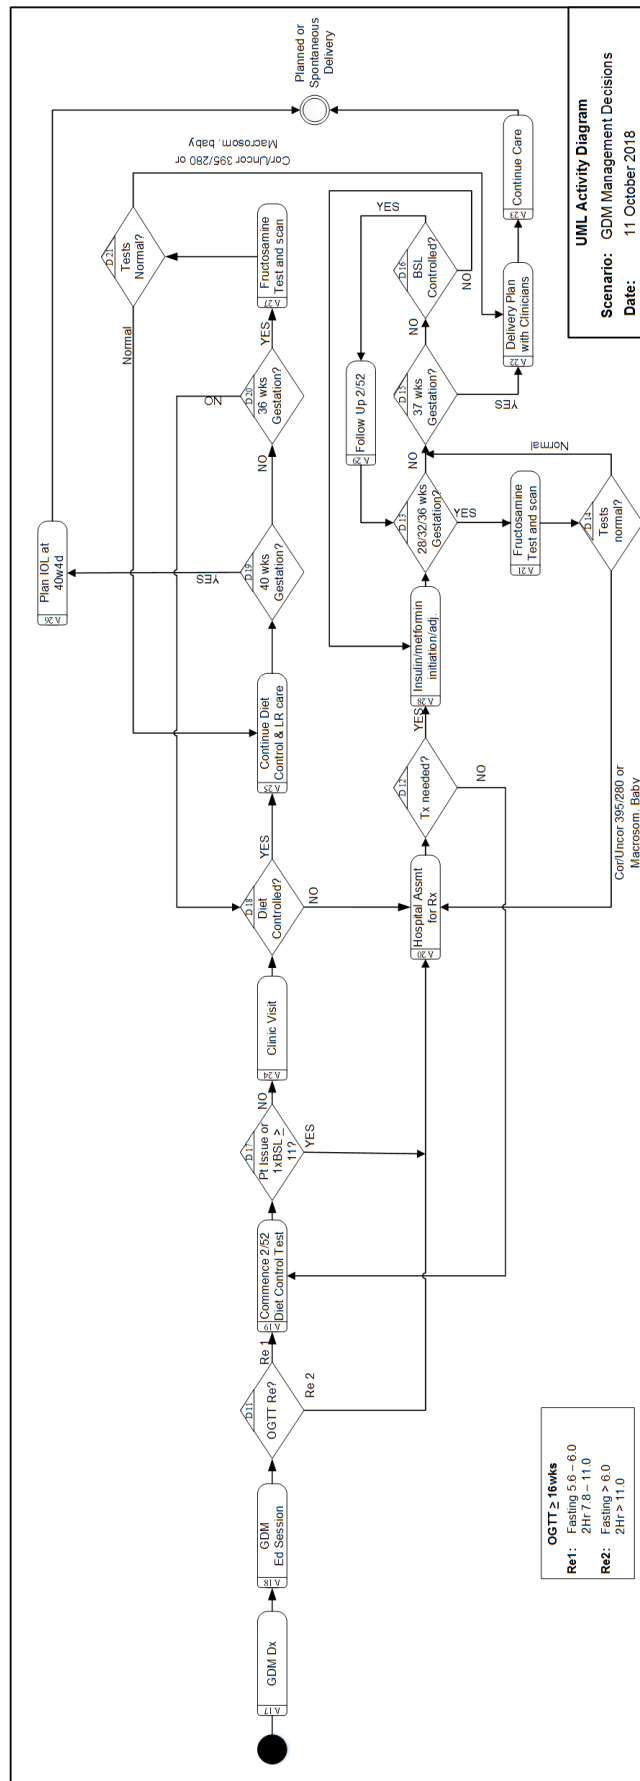 GDM Dx
A 17
GDM
Ed Session
A 18
D 11
OGTT Re?
Re 1
Re 2
Commence 2/52
Diet Control Test
A 19
D 17
Pt Issue or
1xBSL ≥
11?
NO
YES
Clinic Visit
A 24
D 18
Diet
Controlled?
YES
NO
Continue Diet
Control & LR care
A 25
D 19
40 wks
Gestation?
YES
NO
Plan IOL at
40w4d
A 26
D 20
36 wks
Gestation?
NO
YES
Fructosamine
Test and scan
A 27
D 21
Tests
Normal?
Normal
Cor/Uncor 395/280 or
Macrosom. baby
Planned or
Spontaneous
Delivery
Hospital Assmt
for Rx
A 20
D 12
Tx needed?
YES
NO
Insulin/metformin
initiation/adj.
A 28
D 13
28/32/36 wks
Gestation?
NO
YES
Follow Up 2/52
A 29
Fructosamine
Test and scan
A 21
D 14
Tests
normal?
Normal
Cor/Uncor 395/280 or
Macrosom. Baby
D 15
37 wks
Gestation?
NO
YES
D 16
BSL
Controlled?
YES
NO
Delivery Plan
with Clinicians
A 22
Continue Care
A 23
OGTT ≥ 16wks
Re1: Fasting 5.6 – 6.0
2Hr 7.8 – 11.0
Re2: Fasting > 6.0
2Hr > 11.0
UML Activity Diagram
Scenario: GDM Management Decisions
Date: 11 October 2018